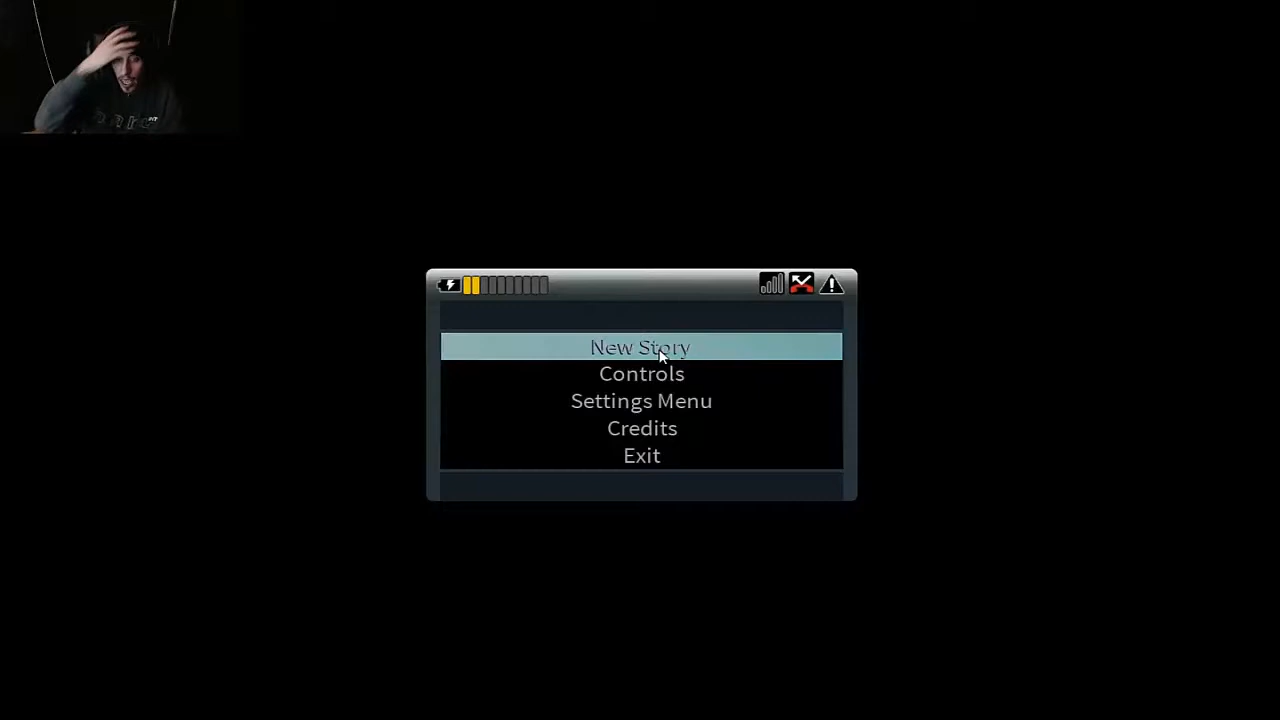 New Story
Controls
Settings Menu
Credits
Exit